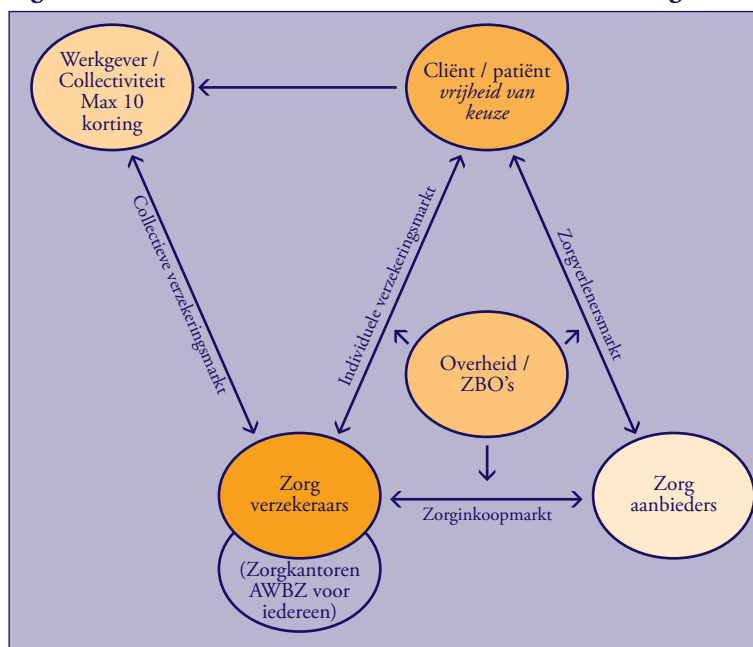 Werkgever /
Collectiviteit
Max 10
korting
Cliënt / patiënt
vrijheid van
keuze
Collectieve verzekeringsmarkt
Individuele verzekeringsmarkt
Zorgverlenersmarkt
Overheid /
ZBO's
Zorg
verzekeraars
Zorginkoopmarkt
Zorg
aanbieders
(Zorgkantoren
AWBZ voor
iedereen)